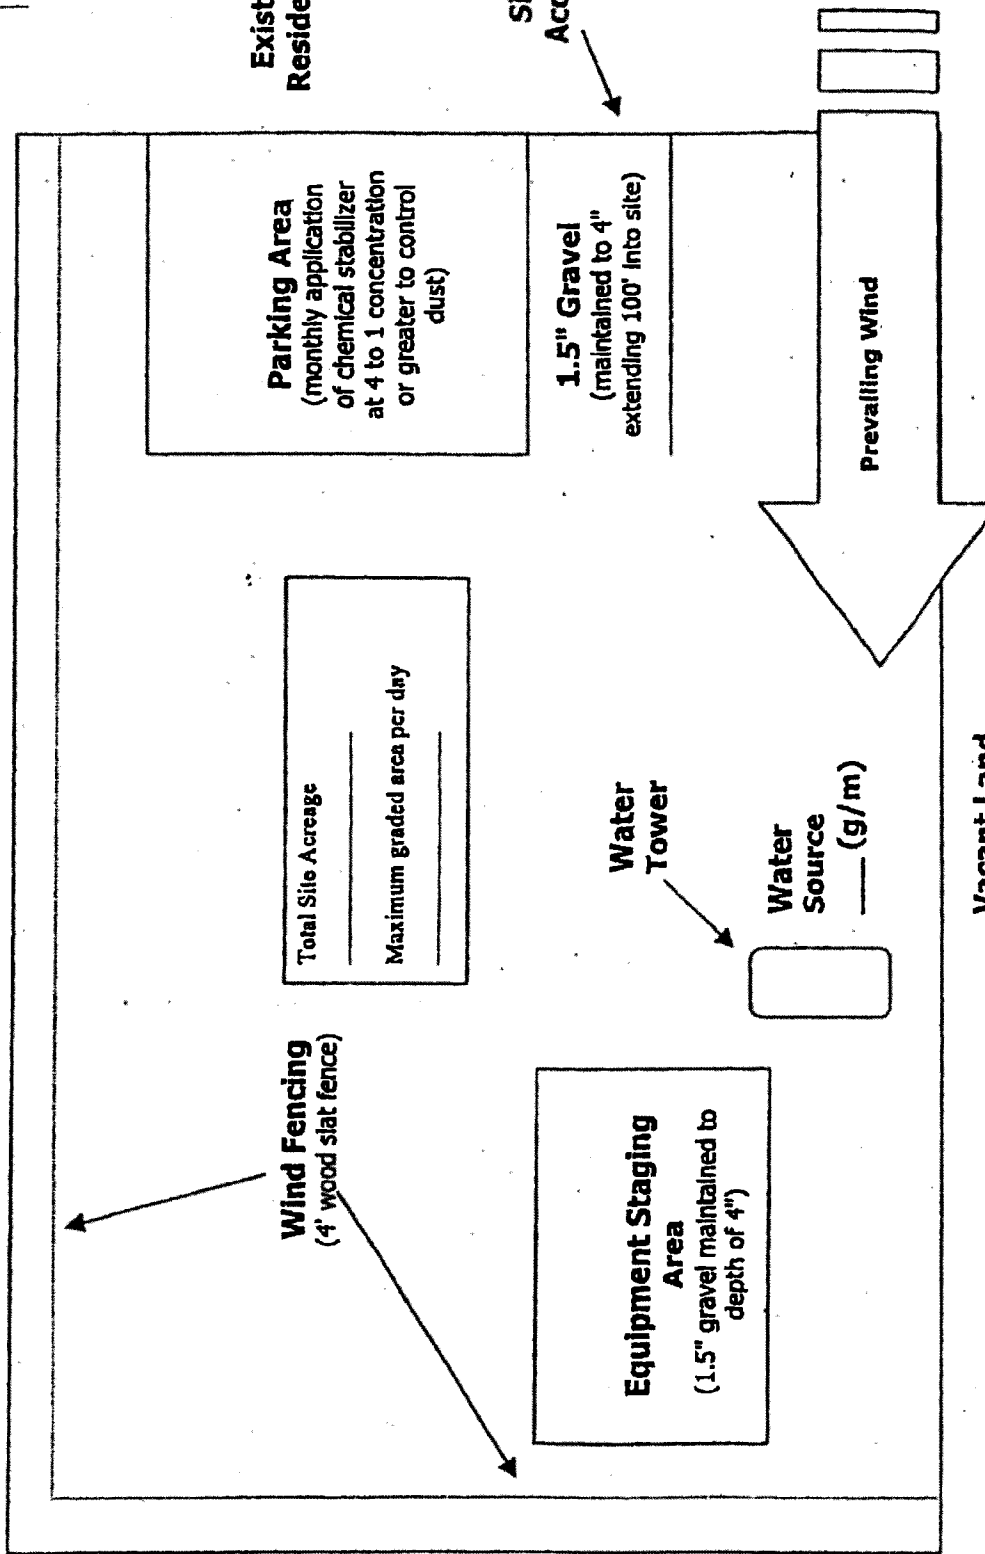 Exist
Reside
Wind Fencing
(4' wood slat fence)
Total Site Acreage
Maximum graded area per day
Parking Area
(monthly application
of chemical stabilizer
at 4 to 1 concentration
or greater to control
dust)
Acc
1.5" Gravel
(maintained to 4"
extending 100' into site)
Equipment Staging
Area
(1.5" gravel maintained to
depth of 4")
Water
Tower
Water
Source
___ (g/m)
Prevailing Wind
Vacant Land